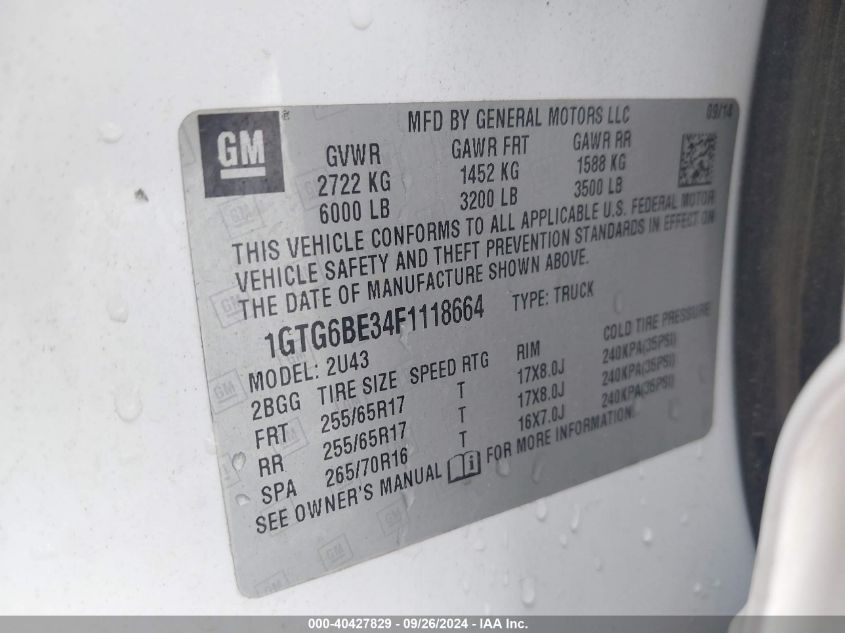 GM
MFD BY GENERAL MOTORS LLC 09/14
GVWR GAWR FRT GAWR RR
2722 KG 1452 KG 1588 KG
6000 LB 3200 LB 3500 LB
THIS VEHICLE CONFORMS TO ALL APPLICABLE U.S. FEDERAL MOTOR
VEHICLE SAFETY AND THEFT PREVENTION STANDARDS IN EFFECT ON
THE DATE OF MANUFACTURE SHOWN ABOVE.
1GTG6BE34F1118664 TYPE: TRUCK
MODEL: 2U43
2BGG TIRE SIZE SPEED RTG RIM COLD TIRE PRESSURE
FRT 255/65R17 T 17X8.0J 240KPA(35PSI)
RR 255/65R17 T 17X8.0J 240KPA(35PSI)
SPA 265/70R16 T 16X7.0J 240KPA(35PSI)
SEE OWNER'S MANUAL FOR MORE INFORMATION.
000-40427829 - 09/26/2024 - IAA Inc.